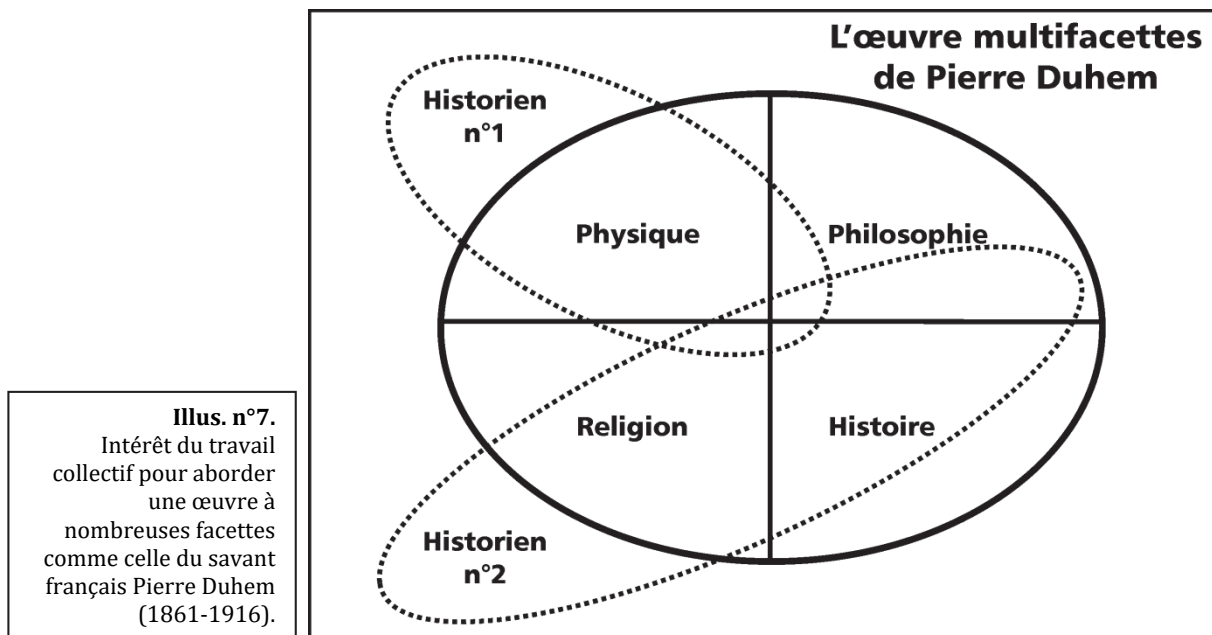 L'œuvre multifacettes
de Pierre Duhem
Historien
n°1
Physique
Philosophie
Religion
Histoire
Historien
n°2
Illus. n°7.
Intérêt du travail
collectif pour aborder
une œuvre à
nombreuses facettes
comme celle du savant
français Pierre Duhem
(1861-1916).